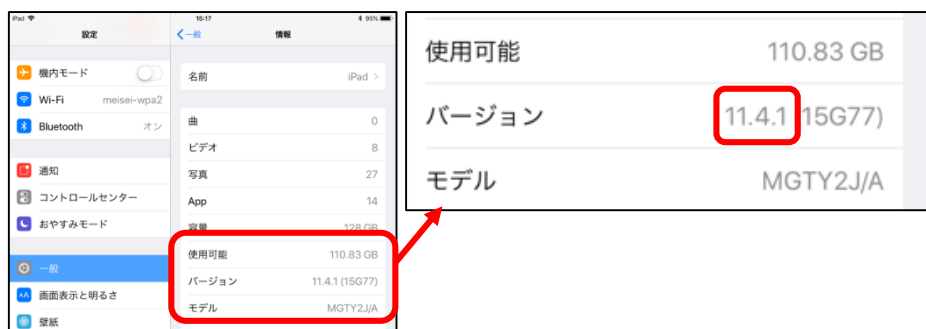 iPad 15:17 95%
設定
機内モード
Wi-Fi meisei-wpa2
Bluetooth オン
通知
コントロールセンター
おやすみモード
一般
画面表示と明るさ
壁紙
一般 情報
名前 iPad
曲 0
ビデオ 8
写真 27
App 14
容量 128 GB
使用可能 110.83 GB
バージョン 11.4.1 (15G77)
モデル MGTY2J/A
使用可能 110.83 GB
バージョン 11.4.1 15G77)
モデル MGTY2J/A